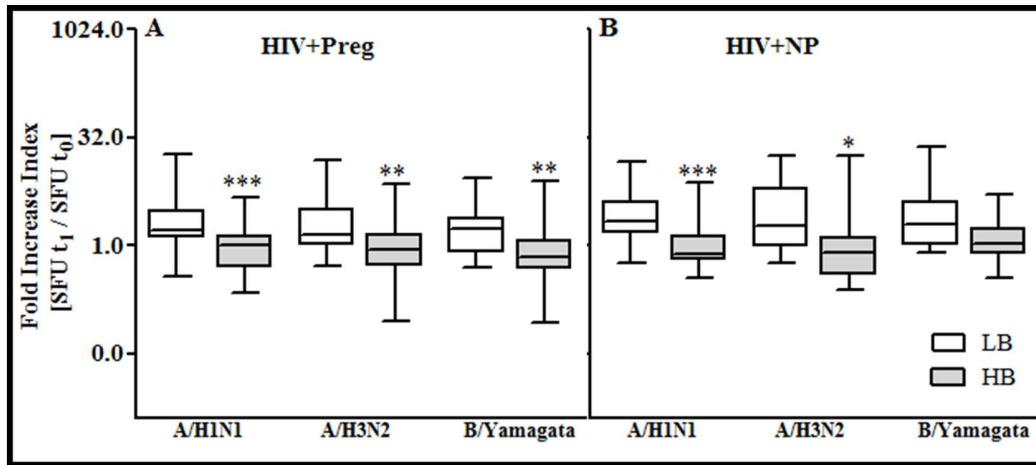 A
HIV+Preg
B
HIV+NP
1024.0
32.0
1.0
0.0
Fold Increase Index
[SFU t1 / SFU t0]
***
**
**
***
*
LB
HB
A/H1N1
A/H3N2
B/Yamagata
A/H1N1
A/H3N2
B/Yamagata